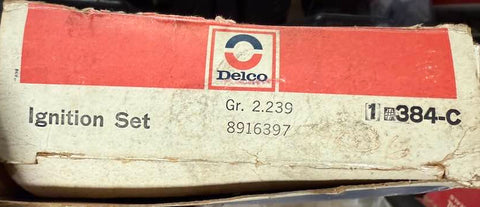 Delco
Gr. 2.239
1 384-C
Ignition Set
8916397